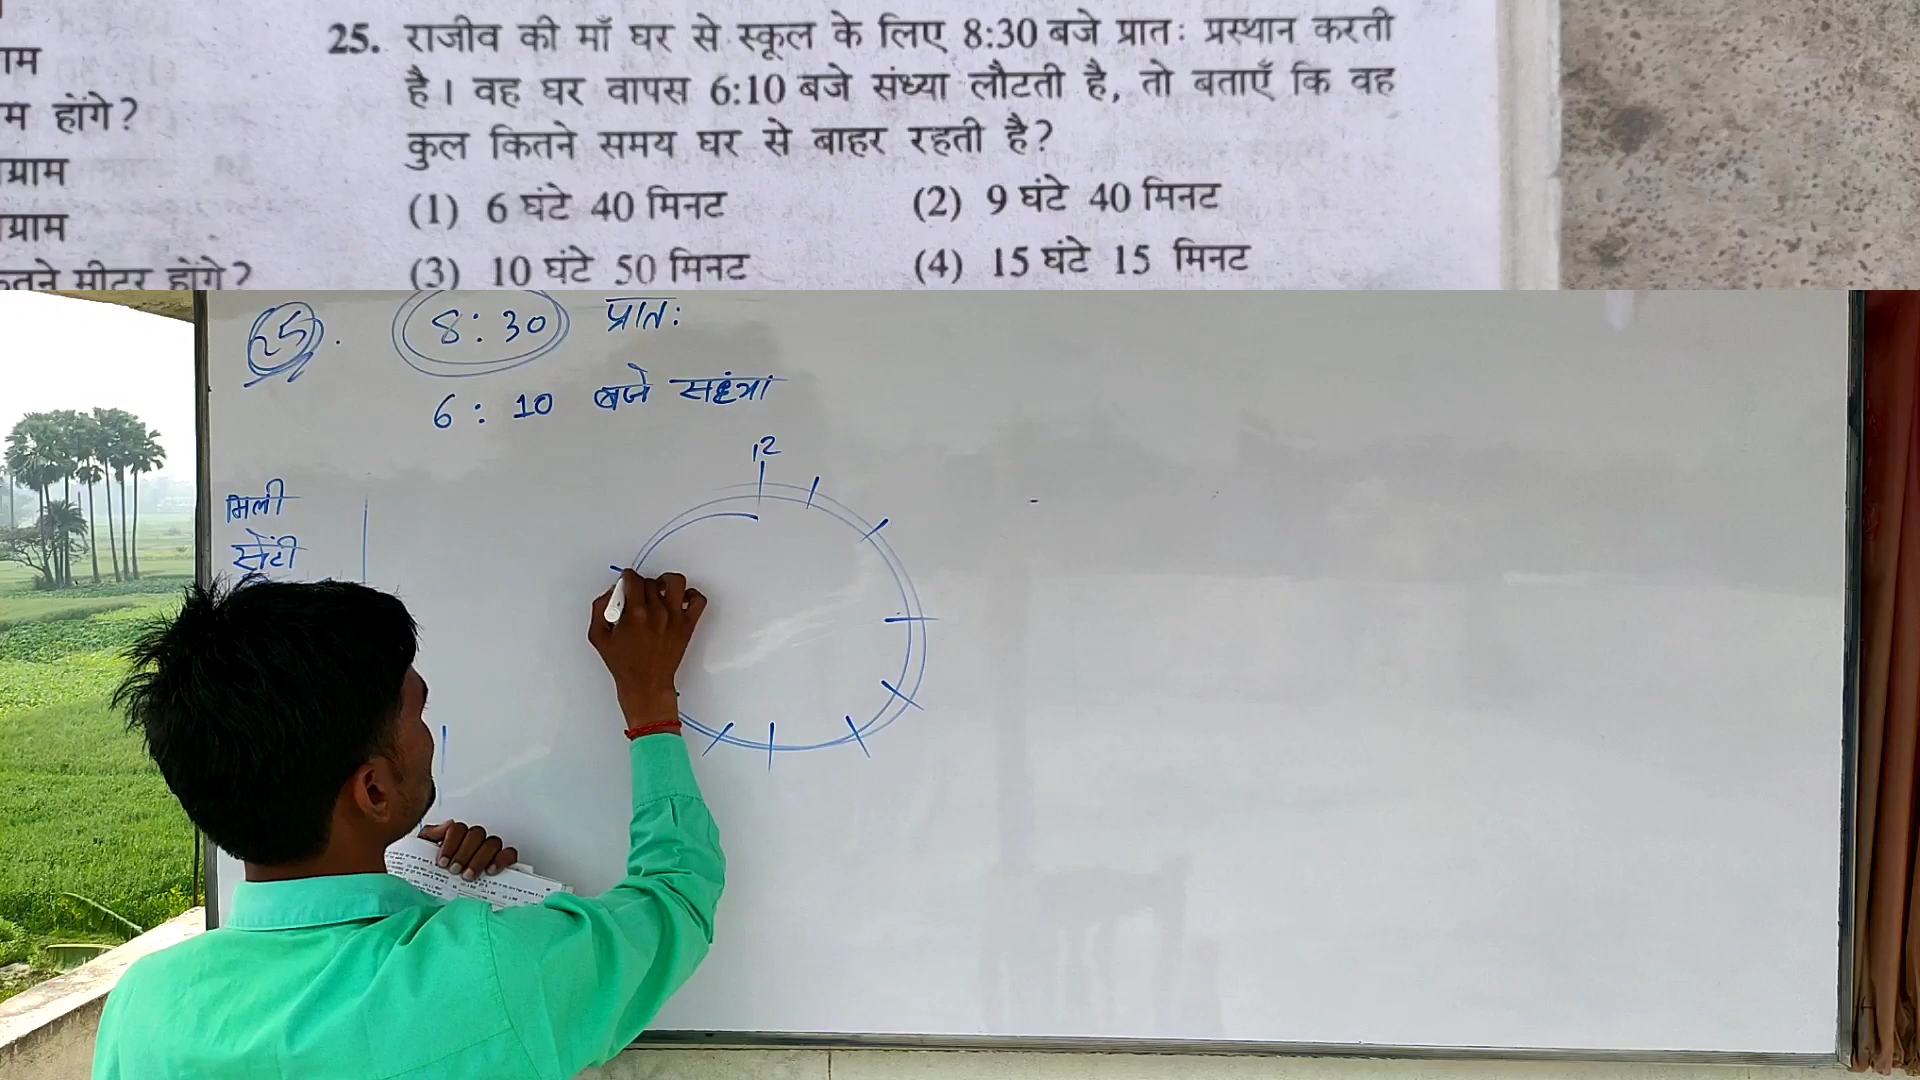 ाम
म होंगे?
ग्राम
ग्राम
कतने मीटर होंगे?
25. राजीव की माँ घर से स्कूल के लिए 8:30 बजे प्रातः प्रस्थान करती
है। वह घर वापस 6:10 बजे संध्या लौटती है, तो बताएँ कि वह
कुल कितने समय घर से बाहर रहती है?
(1) 6 घंटे 40 मिनट (2) 9 घंटे 40 मिनट
(3) 10 घंटे 50 मिनट (4) 15 घंटे 15 मिनट
25. 8:30 प्रातः
6:10 बजे
12
मिली
सेंटी